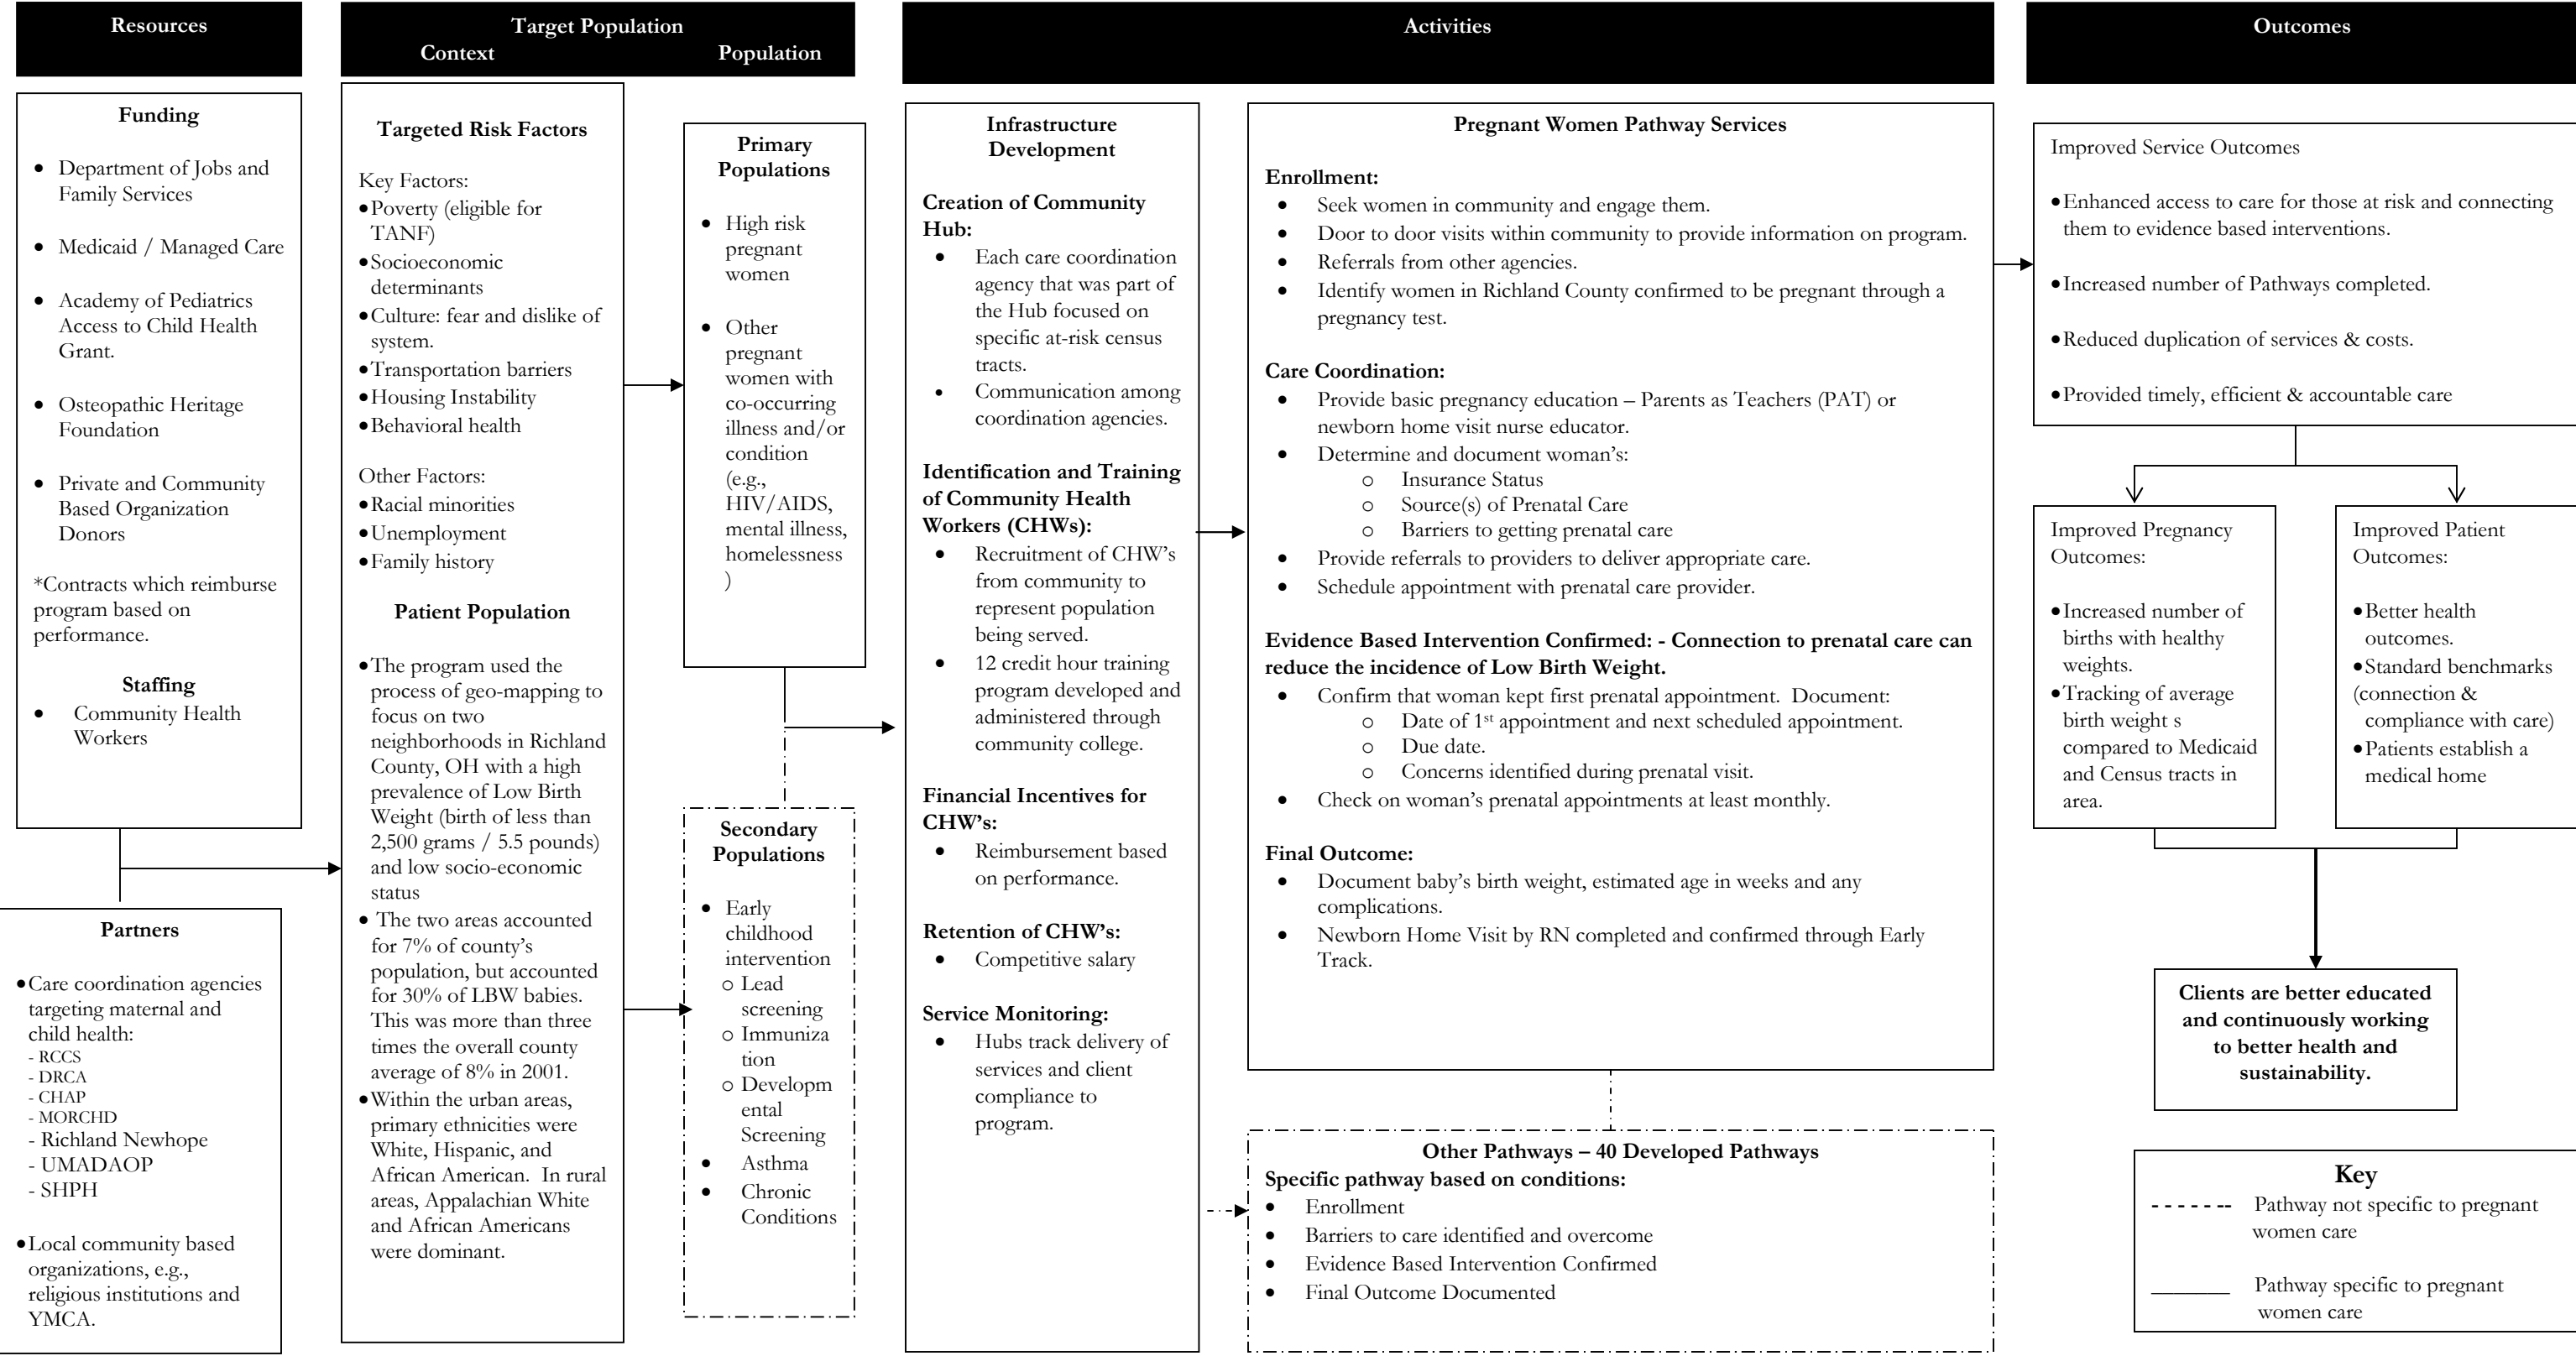 Resources
Funding
• Department of Jobs and
Family Services
• Medicaid / Managed Care
• Academy of Pediatrics
Access to Child Health
Grant.
• Osteopathic Heritage
Foundation
• Private and Community
Based Organization
Donors
*Contracts which reimburse
program based on
performance.
Staffing
• Community Health
Workers
Partners
• Care coordination agencies
targeting maternal and
child health:
- RCCS
- DRCA
- CHAP
- MORCHD
- Richland Newhope
- UMADAOP
- SHPH
• Local community based
organizations, e.g.,
religious institutions and
YMCA.
Target Population
Context Population
Targeted Risk Factors
Key Factors:
• Poverty (eligible for
TANF)
• Socioeconomic
determinants
• Culture: fear and dislike of
system.
• Transportation barriers
• Housing Instability
• Behavioral health
Other Factors:
• Racial minorities
• Unemployment
• Family history
Patient Population
• The program used the
process of geo-mapping to
focus on two
neighborhoods in Richland
County, OH with a high
prevalence of Low Birth
Weight (birth of less than
2,500 grams / 5.5 pounds)
and low socio-economic
status
• The two areas accounted
for 7% of county's
population, but accounted
for 30% of LBW babies.
This was more than three
times the overall county
average of 8% in 2001.
• Within the urban areas,
primary ethnicities were
White, Hispanic, and
African American. In rural
areas, Appalachian White
and African Americans
were dominant.
Primary
Populations
• High risk
pregnant
women
• Other
pregnant
women with
co-occurring
illness and/or
condition
(e.g.,
HIV/AIDS,
mental illness,
homelessness
)
Secondary
Populations
• Early
childhood
intervention
o Lead
screening
o Immuniza
tion
o Developm
ental
Screening
• Asthma
• Chronic
Conditions
Activities
Infrastructure
Development
Creation of Community
Hub:
• Each care coordination
agency that was part of
the Hub focused on
specific at-risk census
tracts.
• Communication among
coordination agencies.
Identification and Training
of Community Health
Workers (CHWs):
• Recruitment of CHW's
from community to
represent population
being served.
• 12 credit hour training
program developed and
administered through
community college.
Financial Incentives for
CHW's:
• Reimbursement based
on performance.
Retention of CHW's:
• Competitive salary
Service Monitoring:
• Hubs track delivery of
services and client
compliance to
program.
Pregnant Women Pathway Services
Enrollment:
• Seek women in community and engage them.
• Door to door visits within community to provide information on program.
• Referrals from other agencies.
• Identify women in Richland County confirmed to be pregnant through a
pregnancy test.
Care Coordination:
• Provide basic pregnancy education – Parents as Teachers (PAT) or
newborn home visit nurse educator.
• Determine and document woman's:
o Insurance Status
o Source(s) of Prenatal Care
o Barriers to getting prenatal care
• Provide referrals to providers to deliver appropriate care.
• Schedule appointment with prenatal care provider.
Evidence Based Intervention Confirmed: - Connection to prenatal care can
reduce the incidence of Low Birth Weight.
• Confirm that woman kept first prenatal appointment. Document:
o Date of 1st appointment and next scheduled appointment.
o Due date.
o Concerns identified during prenatal visit.
• Check on woman's prenatal appointments at least monthly.
Final Outcome:
• Document baby's birth weight, estimated age in weeks and any
complications.
• Newborn Home Visit by RN completed and confirmed through Early
Track.
Other Pathways – 40 Developed Pathways
Specific pathway based on conditions:
• Enrollment
• Barriers to care identified and overcome
• Evidence Based Intervention Confirmed
• Final Outcome Documented
Outcomes
Improved Service Outcomes
• Enhanced access to care for those at risk and connecting
them to evidence based interventions.
• Increased number of Pathways completed.
• Reduced duplication of services & costs.
• Provided timely, efficient & accountable care
Improved Pregnancy
Outcomes:
• Increased number of
births with healthy
weights.
• Tracking of average
birth weight s
compared to Medicaid
and Census tracts in
area.
Improved Patient
Outcomes:
• Better health
outcomes.
• Standard benchmarks
(connection &
compliance with care)
• Patients establish a
medical home
Clients are better educated
and continuously working
to better health and
sustainability.
Key
Pathway not specific to pregnant
women care
Pathway specific to pregnant
women care